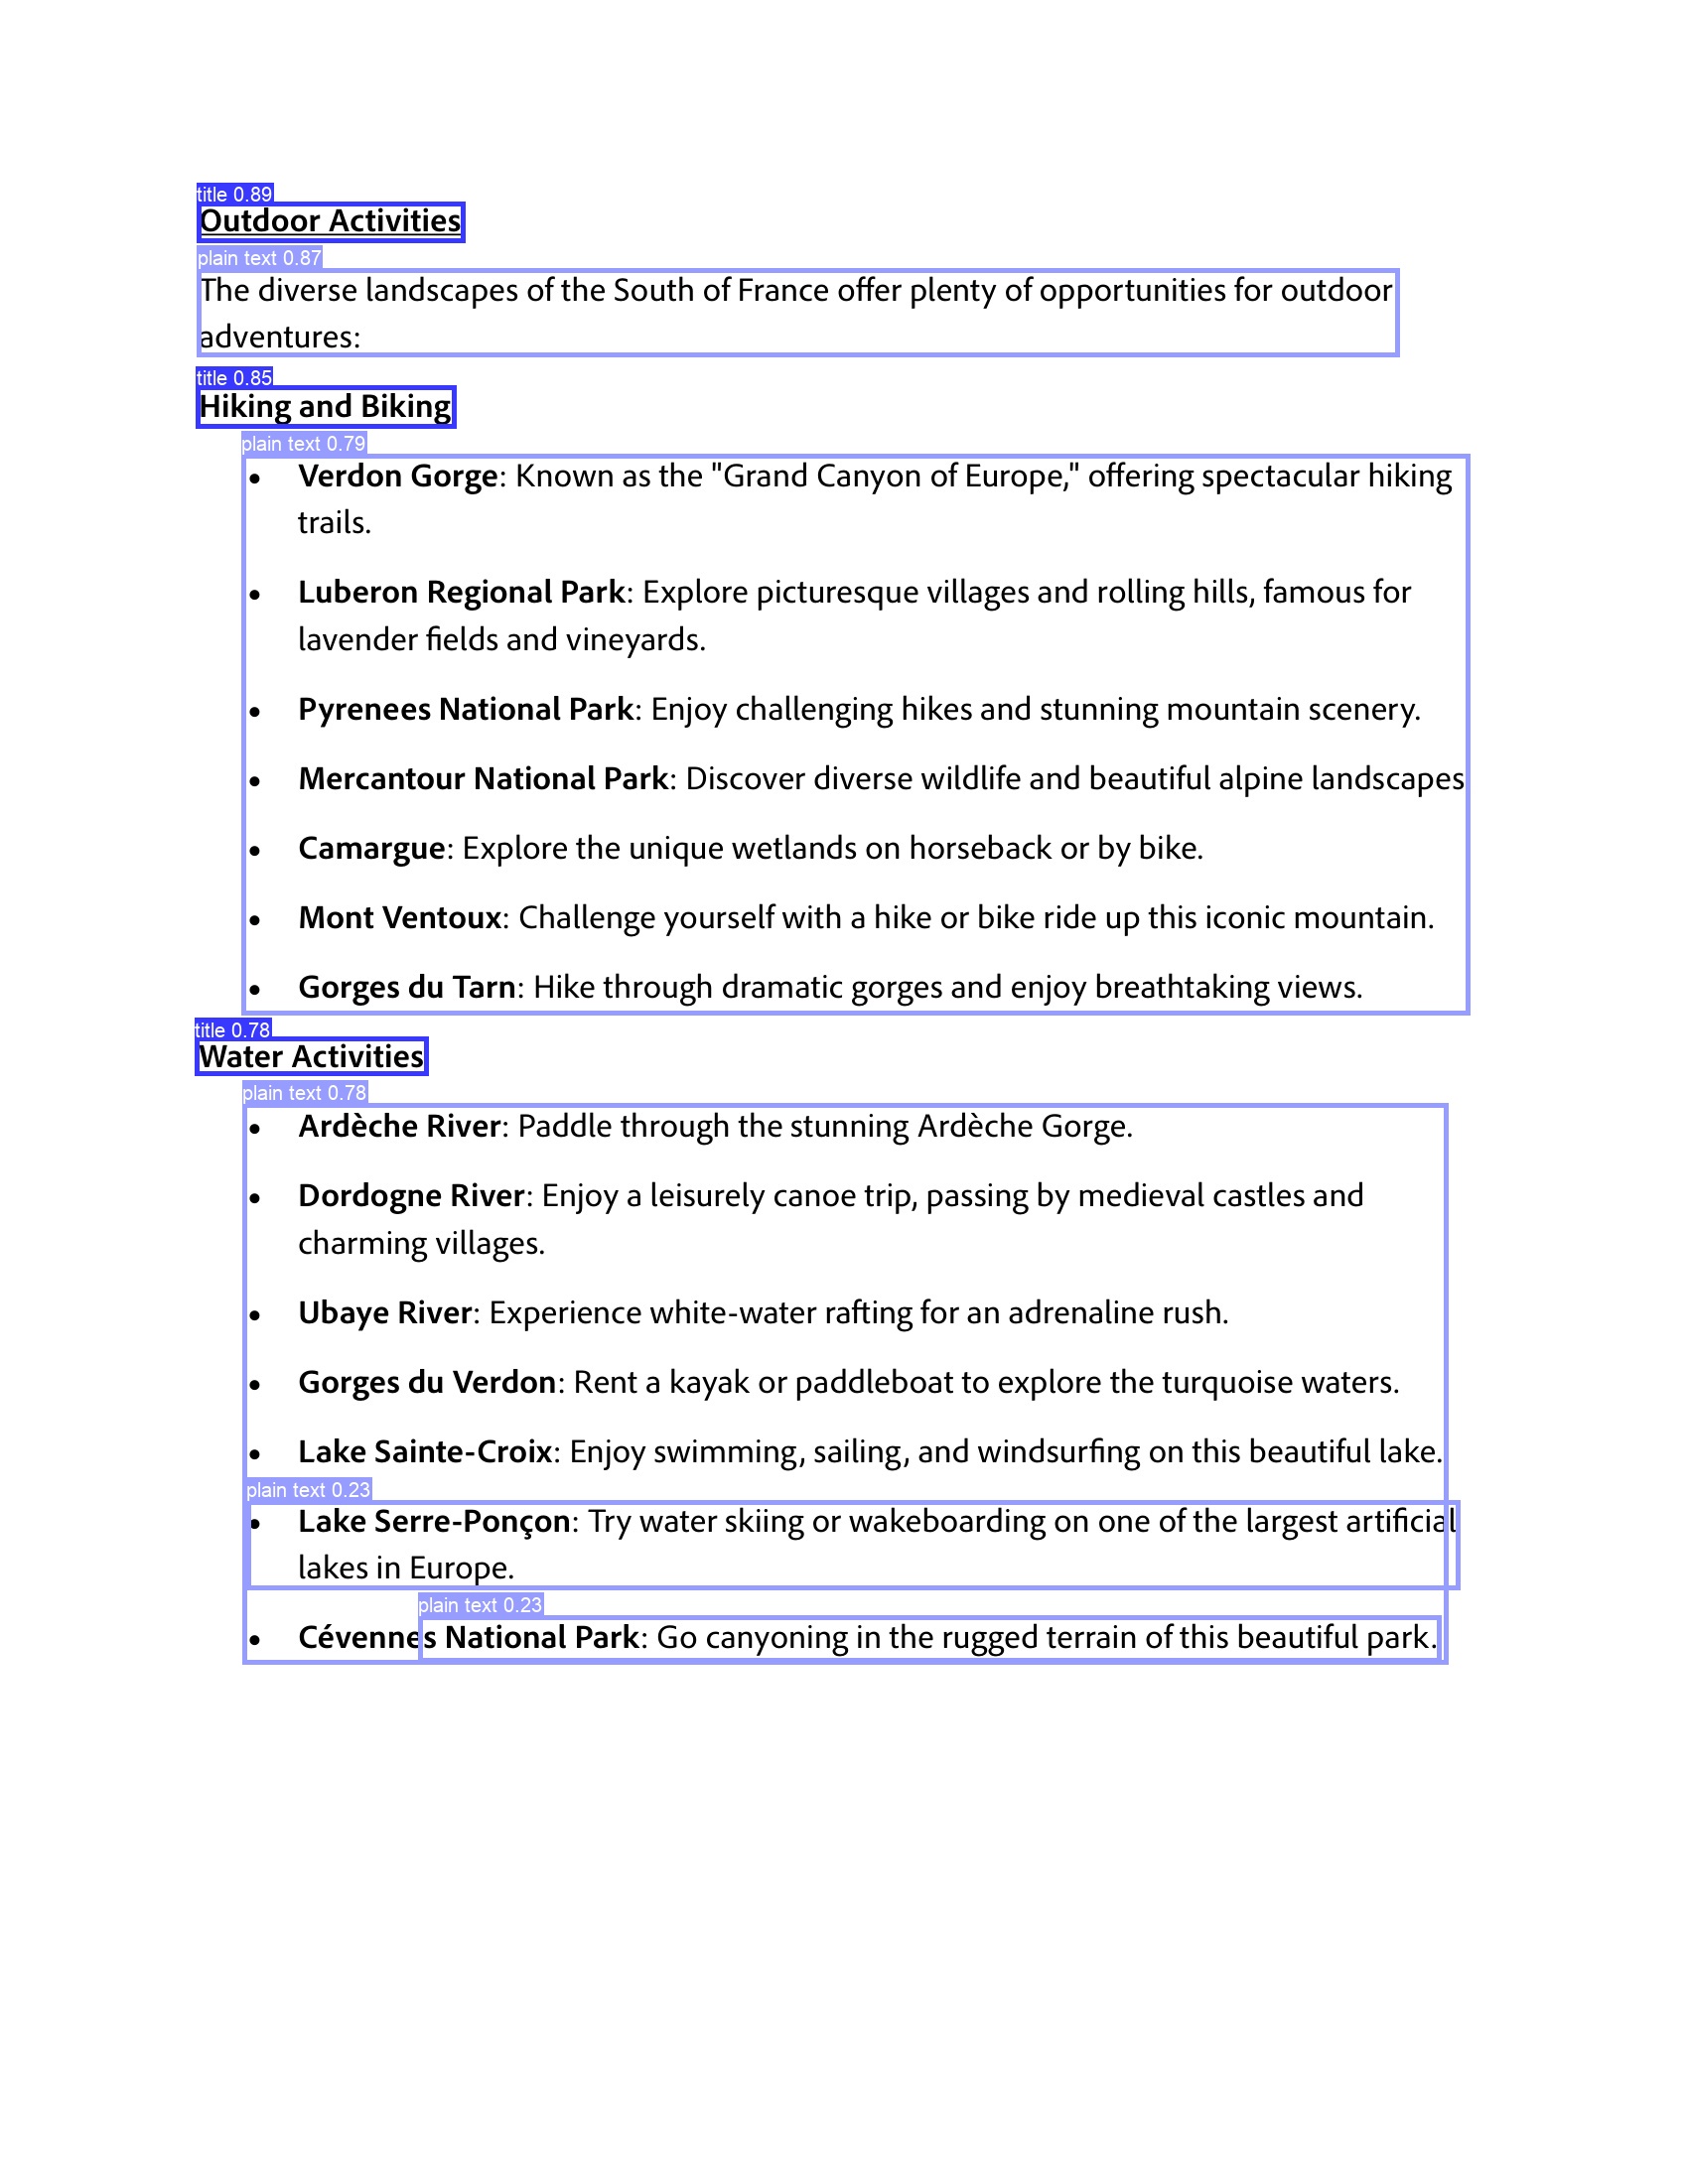 title 0.89
Outdoor Activities
plain text 0.87
The diverse landscapes of the South of France offer plenty of opportunities for outdoor
adventures:
title 0.85
Hiking and Biking
plain text 0.79
• Verdon Gorge: Known as the "Grand Canyon of Europe," offering spectacular hiking
trails.
• Luberon Regional Park: Explore picturesque villages and rolling hills, famous for
lavender fields and vineyards.
• Pyrenees National Park: Enjoy challenging hikes and stunning mountain scenery.
• Mercantour National Park: Discover diverse wildlife and beautiful alpine landscapes
• Camargue: Explore the unique wetlands on horseback or by bike.
• Mont Ventoux: Challenge yourself with a hike or bike ride up this iconic mountain.
• Gorges du Tarn: Hike through dramatic gorges and enjoy breathtaking views.
title 0.78
Water Activities
plain text 0.78
• Ardèche River: Paddle through the stunning Ardèche Gorge.
• Dordogne River: Enjoy a leisurely canoe trip, passing by medieval castles and
charming villages.
• Ubaye River: Experience white-water rafting for an adrenaline rush.
• Gorges du Verdon: Rent a kayak or paddleboat to explore the turquoise waters.
• Lake Sainte-Croix: Enjoy swimming, sailing, and windsurfing on this beautiful lake.
plain text 0.23
• Lake Serre-Ponçon: Try water skiing or wakeboarding on one of the largest artificial
lakes in Europe.
plain text 0.23
• Cévennes National Park: Go canyoning in the rugged terrain of this beautiful park.